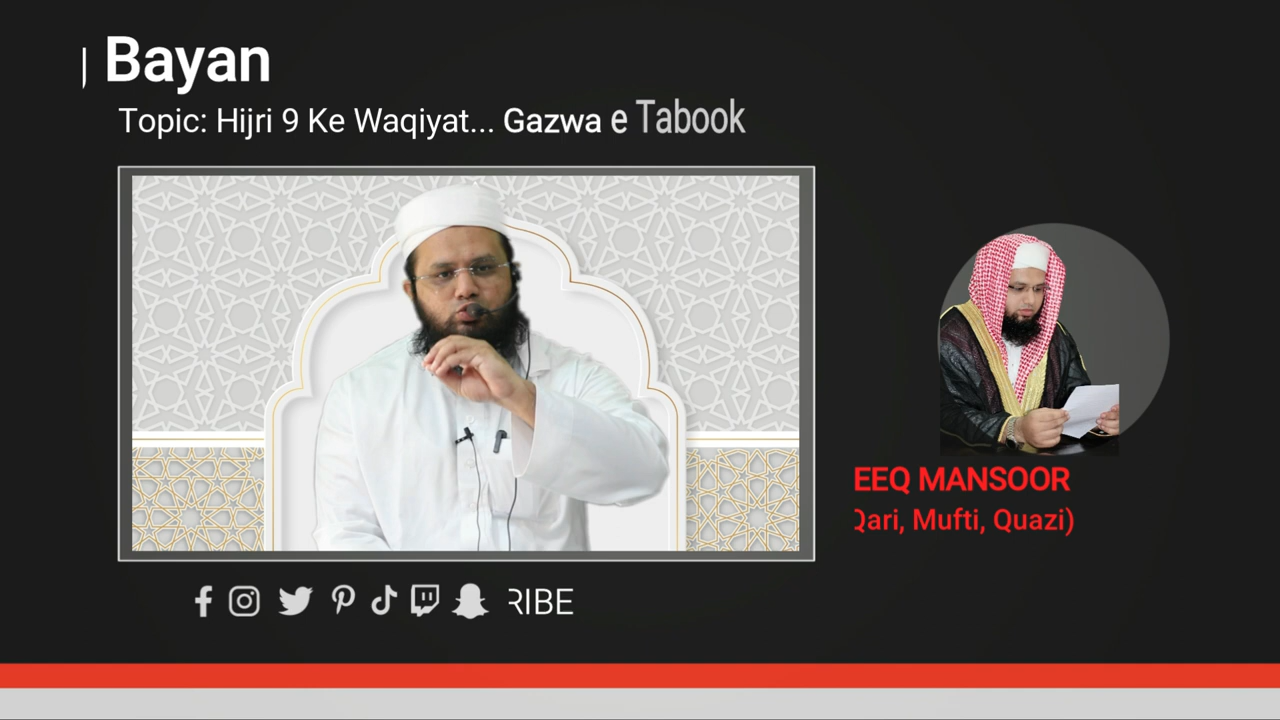 Bayan
Topic: Hijri 9 Ke Waqiyat... Gazwa e Tabook
EEQ MANSOOR
Qari, Mufti, Quazi)
RIBE